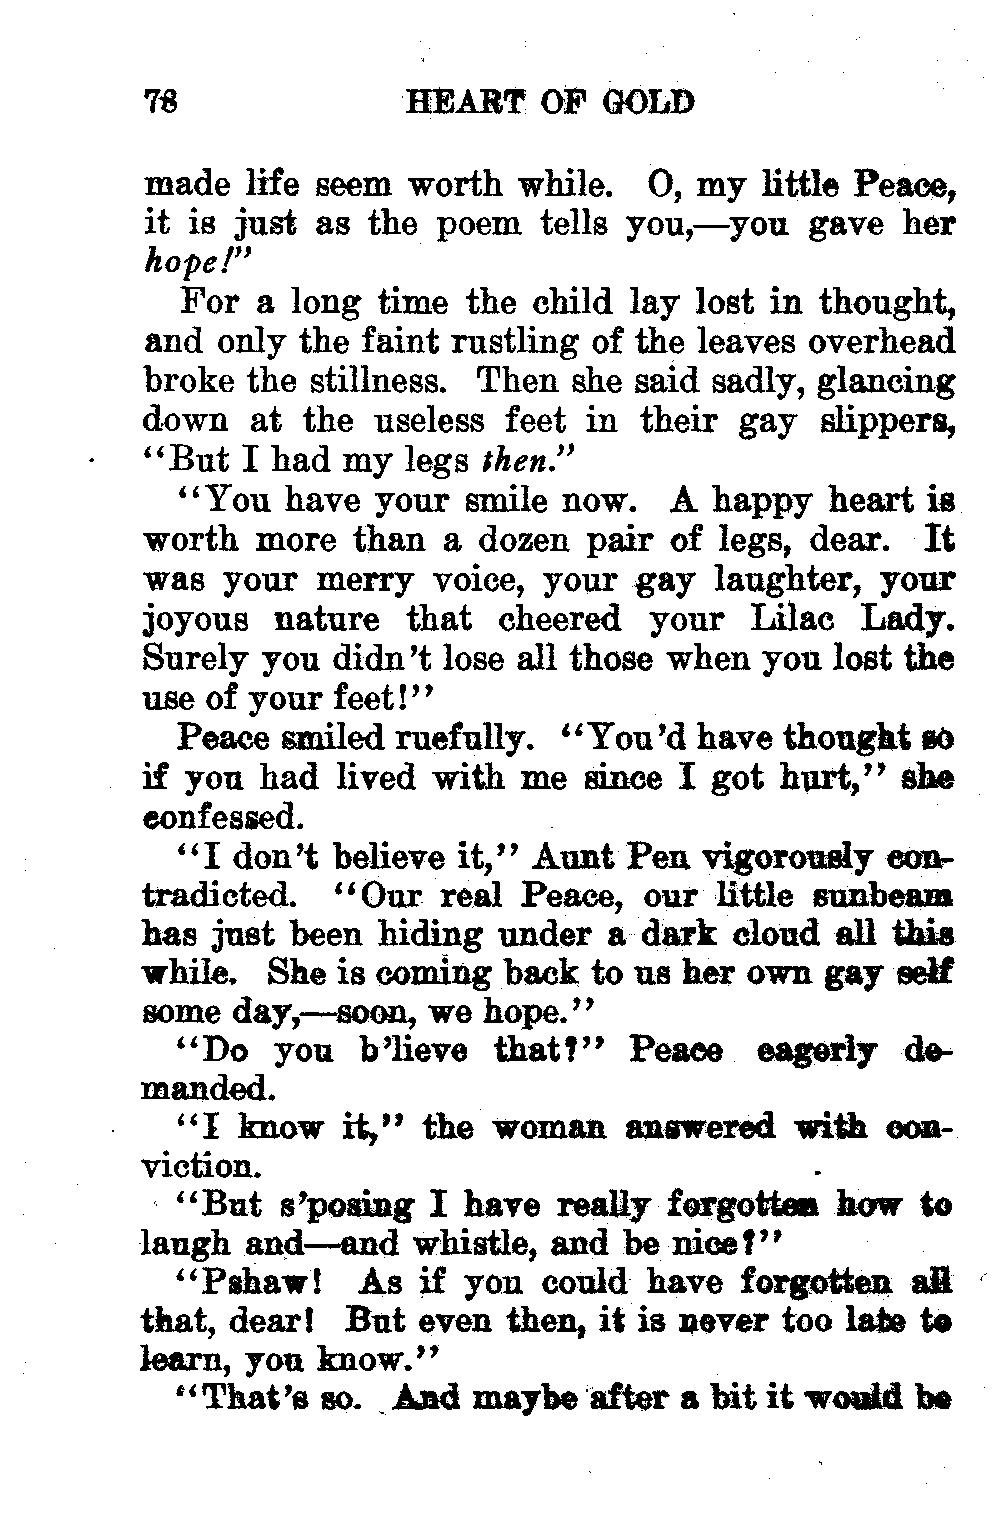 78 HEART OF GOLD
made life seem worth while. O, my little Peace,
it is just as the poem tells you,—you gave her
hope!"
For a long time the child lay lost in thought,
and only the faint rustling of the leaves overhead
broke the stillness. Then she said sadly, glancing
down at the useless feet in their gay slippers,
"But I had my legs then."
"You have your smile now. A happy heart is
worth more than a dozen pair of legs, dear. It
was your merry voice, your gay laughter, your
joyous nature that cheered your Lilac Lady.
Surely you didn't lose all those when you lost the
use of your feet!"
Peace smiled ruefully. "You'd have thought so
if you had lived with me since I got hurt," she
confessed.
"I don't believe it," Aunt Pen vigorously con-
tradicted. "Our real Peace, our little sunbeam
has just been hiding under a dark cloud all this
while. She is coming back to us her own gay self
some day,—soon, we hope."
"Do you b'lieve that?" Peace eagerly de-
manded.
"I know it," the woman answered with con-
viction.
"But s'posing I have really forgotten how to
laugh and—and whistle, and be nice?"
"Pshaw! As if you could have forgotten all
that, dear! But even then, it is never too late to
learn, you know."
"That's so. And maybe after a bit it would be